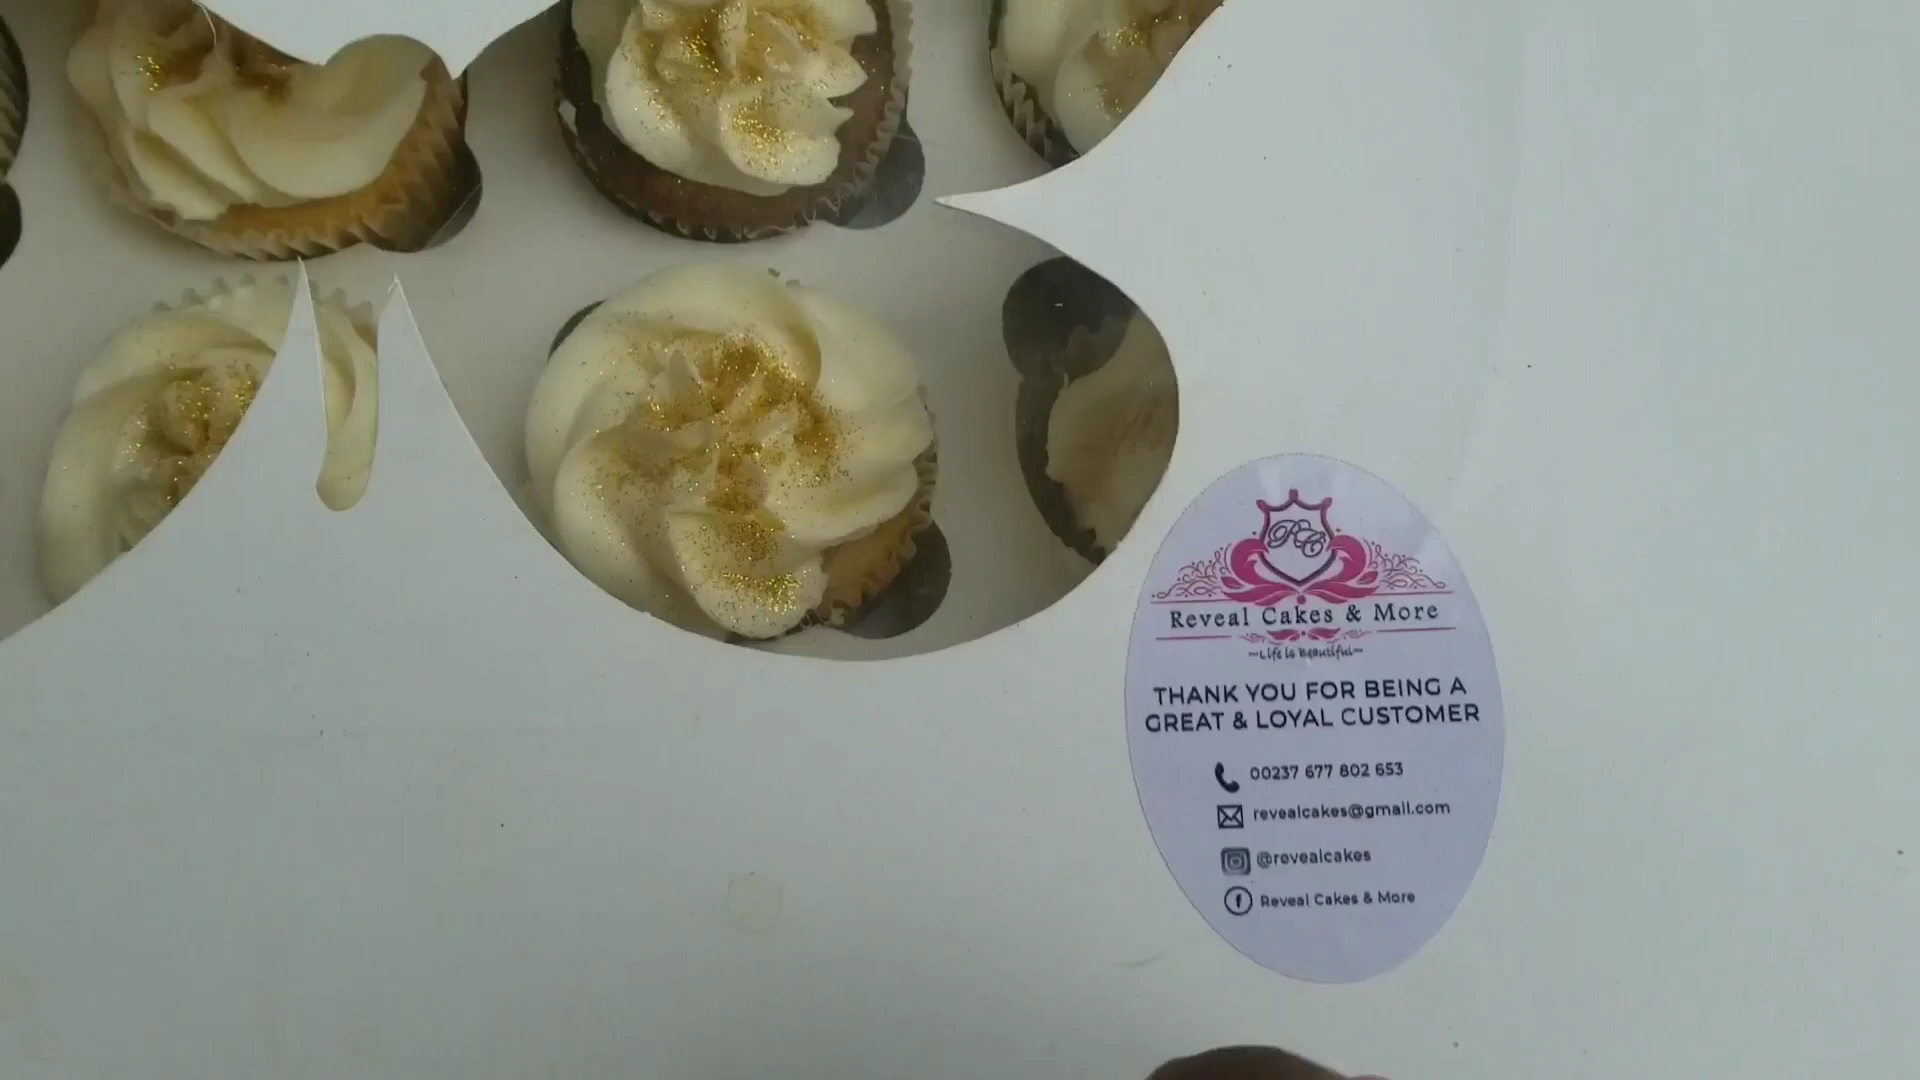 RC
Reveal Cakes & More
~Life is Beautiful~
THANK YOU FOR BEING A
GREAT & LOYAL CUSTOMER
00237 677 802 653
revealcakes@gmail.com
@revealcakes
Reveal Cakes & More